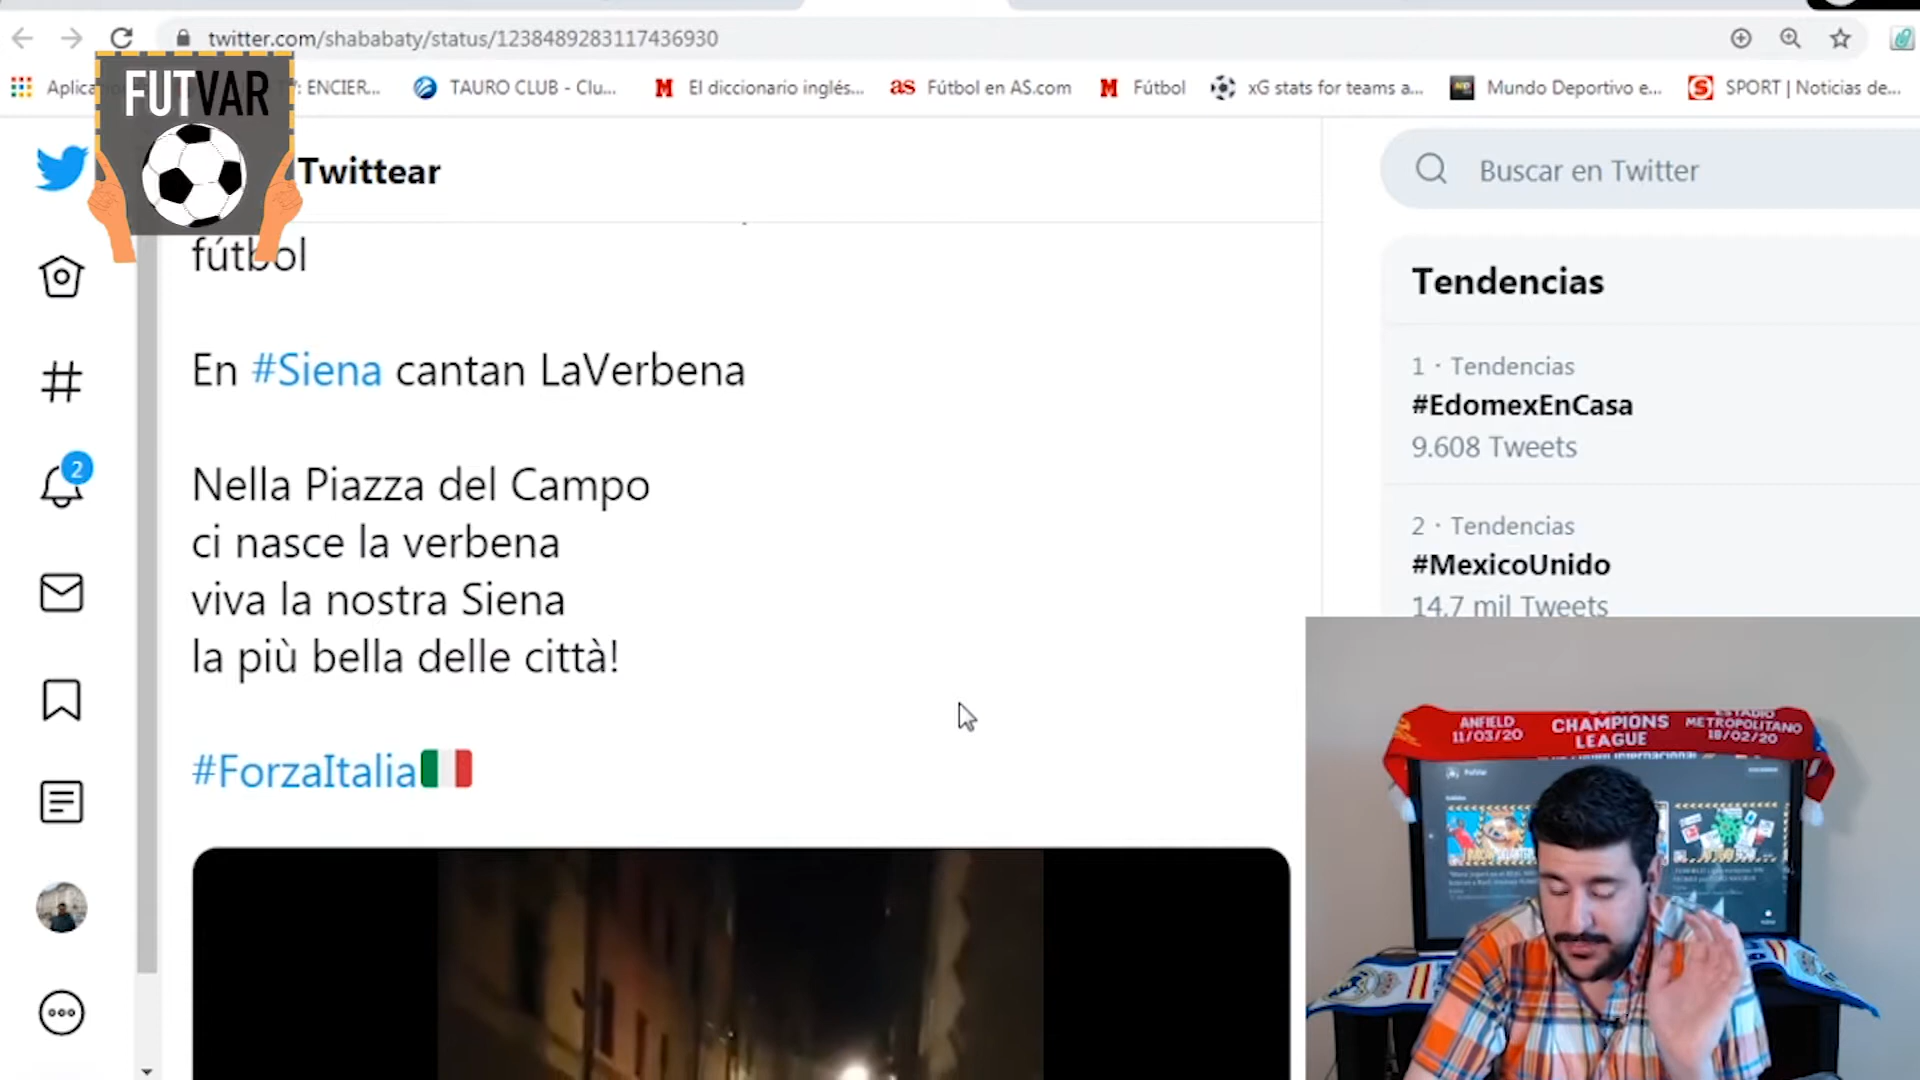 twitter.com/shababaty/status/1238489283117436930
ENCIER...
TAURO CLUB - Clu...
El diccionario inglés...
as Fútbol en AS.com
Fútbol
xG stats for teams a...
Mundo Deportivo e...
SPORT | Noticias de...
FUTVAR
Twittear
Buscar en Twitter
fútbol
En #Siena cantan LaVerbena
Nella Piazza del Campo
ci nasce la verbena
viva la nostra Siena
la più bella delle città!
#ForzaItalia
2
Tendencias
1 · Tendencias
#EdomexEnCasa
9.608 Tweets
2 · Tendencias
#MexicoUnido
14,7 mil Tweets
ANFIELD
11/03/20
CHAMPIONS
LEAGUE
ESTADIO
METROPOLITANO
18/02/20